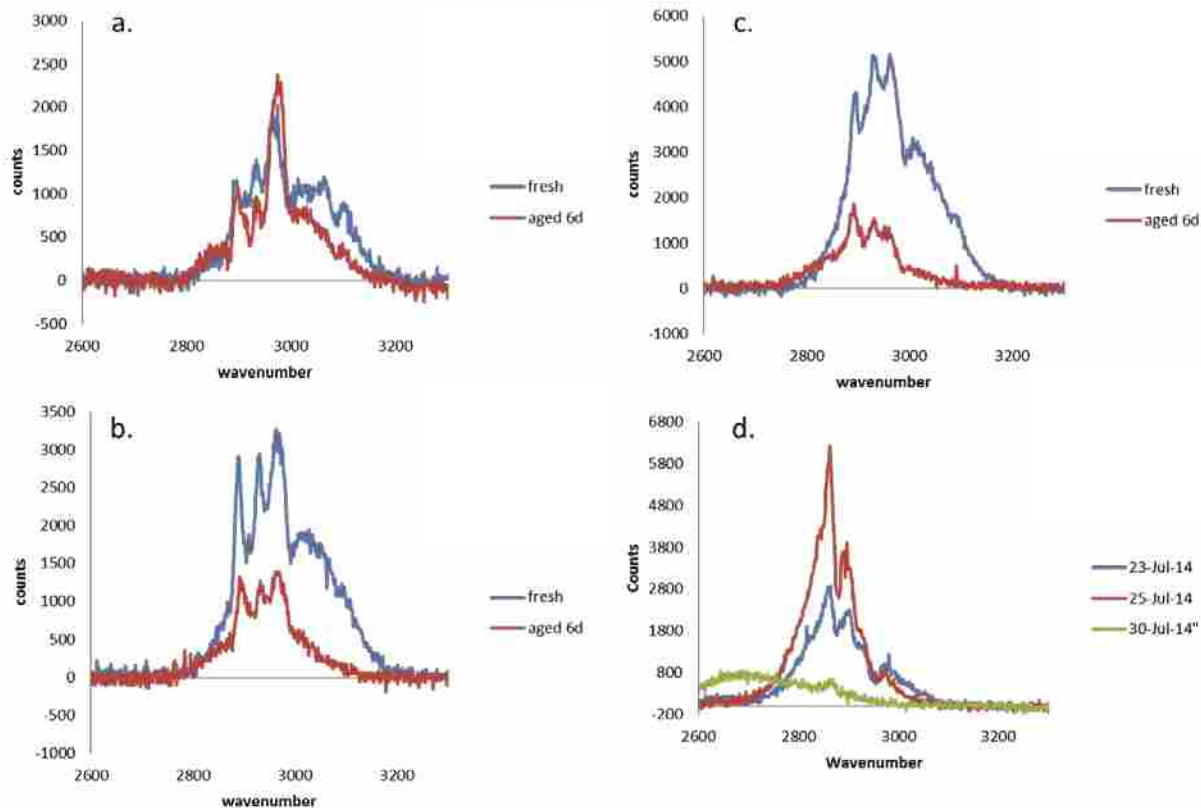 a.
3000
2500
2000
1500
1000
500
0
-500
counts
2600 2800 3000 3200
wavenumber
fresh
aged 6d
c.
6000
5000
4000
3000
2000
1000
0
-1000
counts
2600 2800 3000 3200
wavenumber
fresh
aged 6d
b.
3500
3000
2500
2000
1500
1000
500
0
-500
-1000
counts
2600 2800 3000 3200
wavenumber
fresh
aged 6d
d.
6800
5800
4800
3800
2800
1800
800
-200
Counts
2600 2800 3000 3200
Wavenumber
23-Jul-14
25-Jul-14
30-Jul-14"